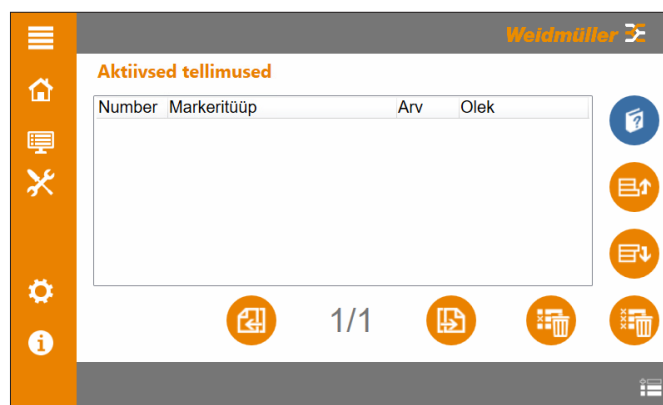 Weidmüller
Aktiivsed tellimused
Number Markeritüüp Arv Olek
1/1